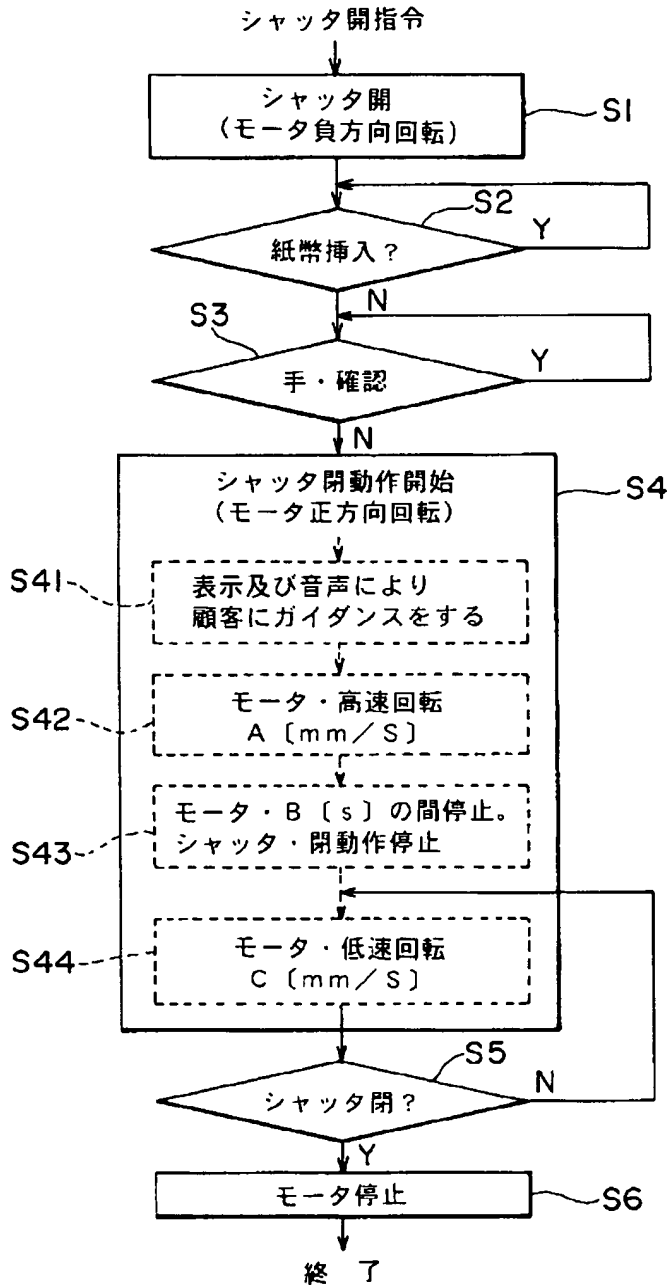 シャッタ開指令
シャッタ開
(モータ負方向回転)
S1
S2
紙幣挿入?
Y
N
S3
手・確認
Y
N
シャッタ閉動作開始
(モータ正方向回転)
S4
S41
表示及び音声により
顧客にガイダンスをする
S42
モータ・高速回転
A〔mm/S〕
S43
モータ・B〔s〕の間停止。
シャッタ・閉動作停止
S44
モータ・低速回転
C〔mm/S〕
S5
シャッタ閉?
N
Y
モータ停止
S6
終 了